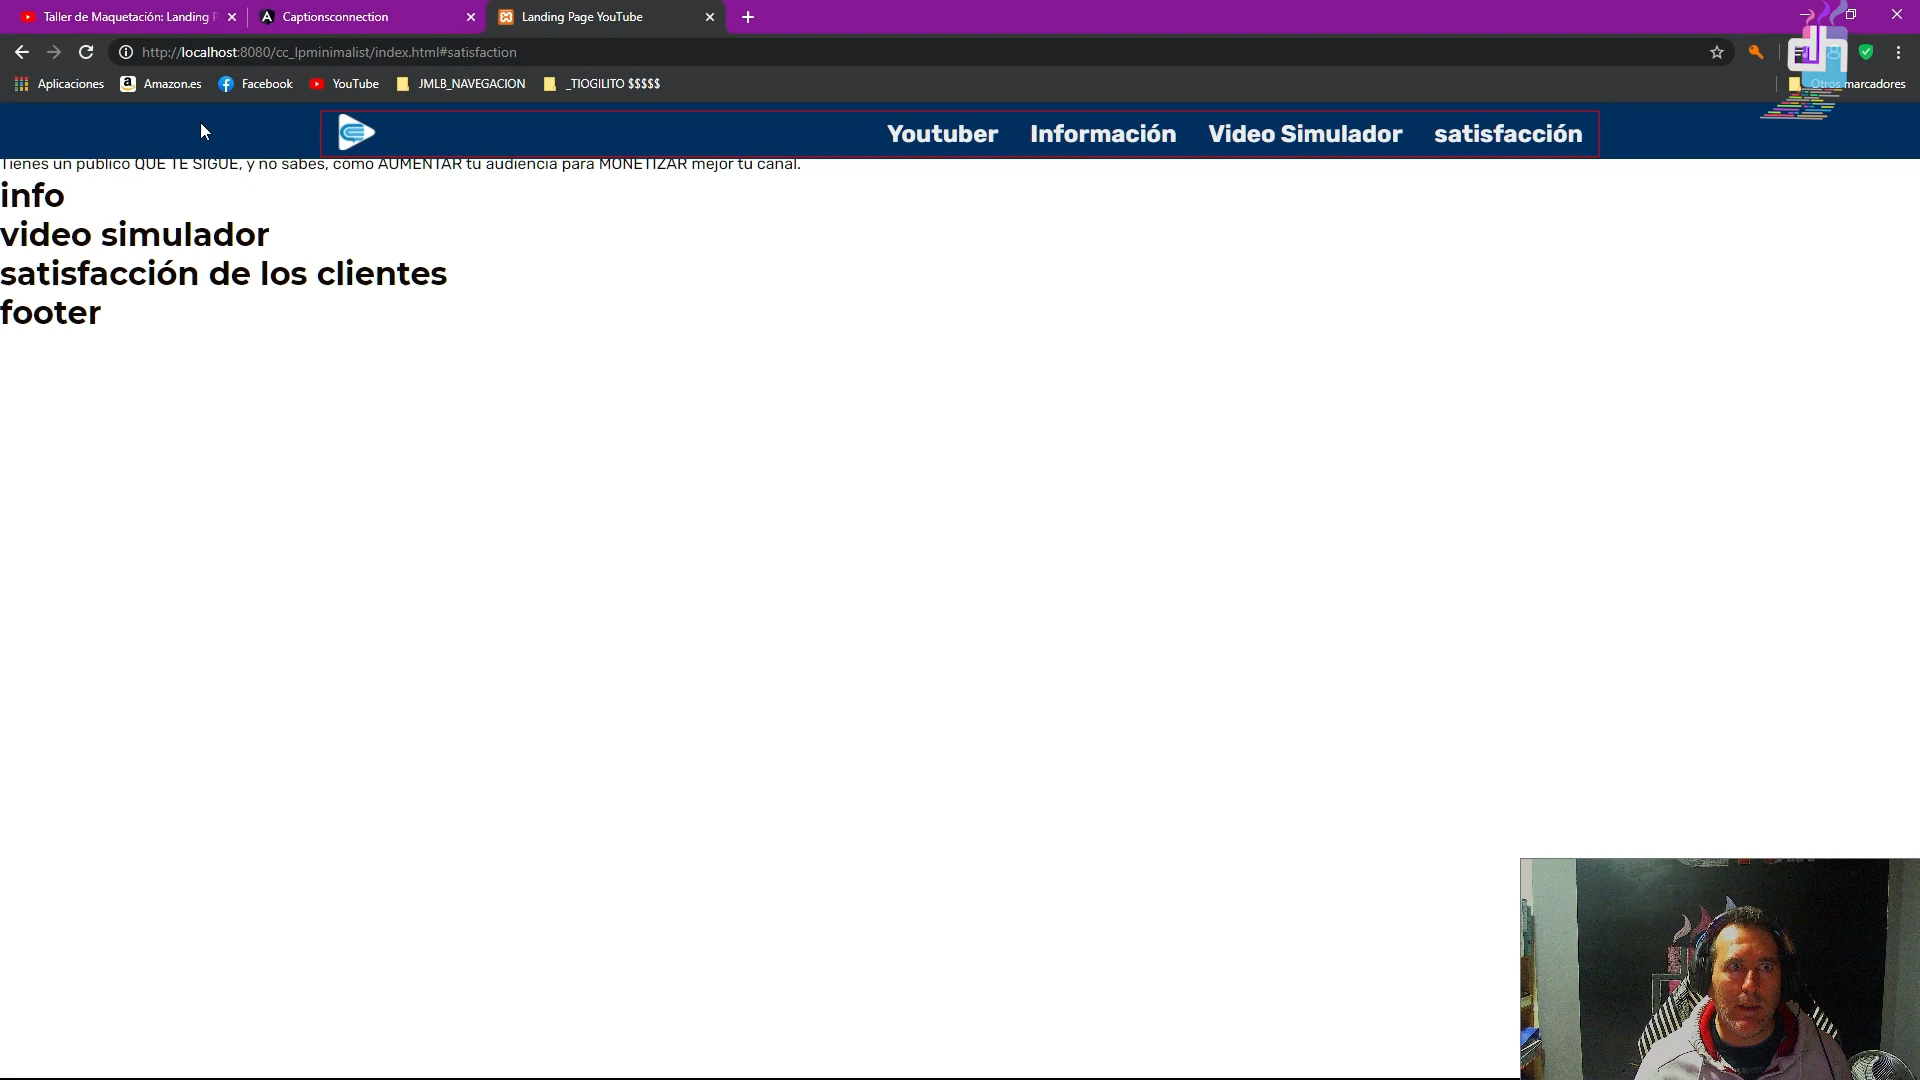 Taller de Maquetación: Landing P
Captionsconnection
Landing Page YouTube
http://localhost:8080/cc_lpminimalist/index.html#satisfaction
Aplicaciones
Amazon.es
Facebook
YouTube
JMLB_NAVEGACION
_TIOGILITO $$$$$
Otros marcadores
Youtuber Información Video Simulador satisfacción
Tienes un publico QUE TE SIGUE, y no sabes, como AUMENTAR tu audiencia para MONETIZAR mejor tu canal.
info
video simulador
satisfacción de los clientes
footer